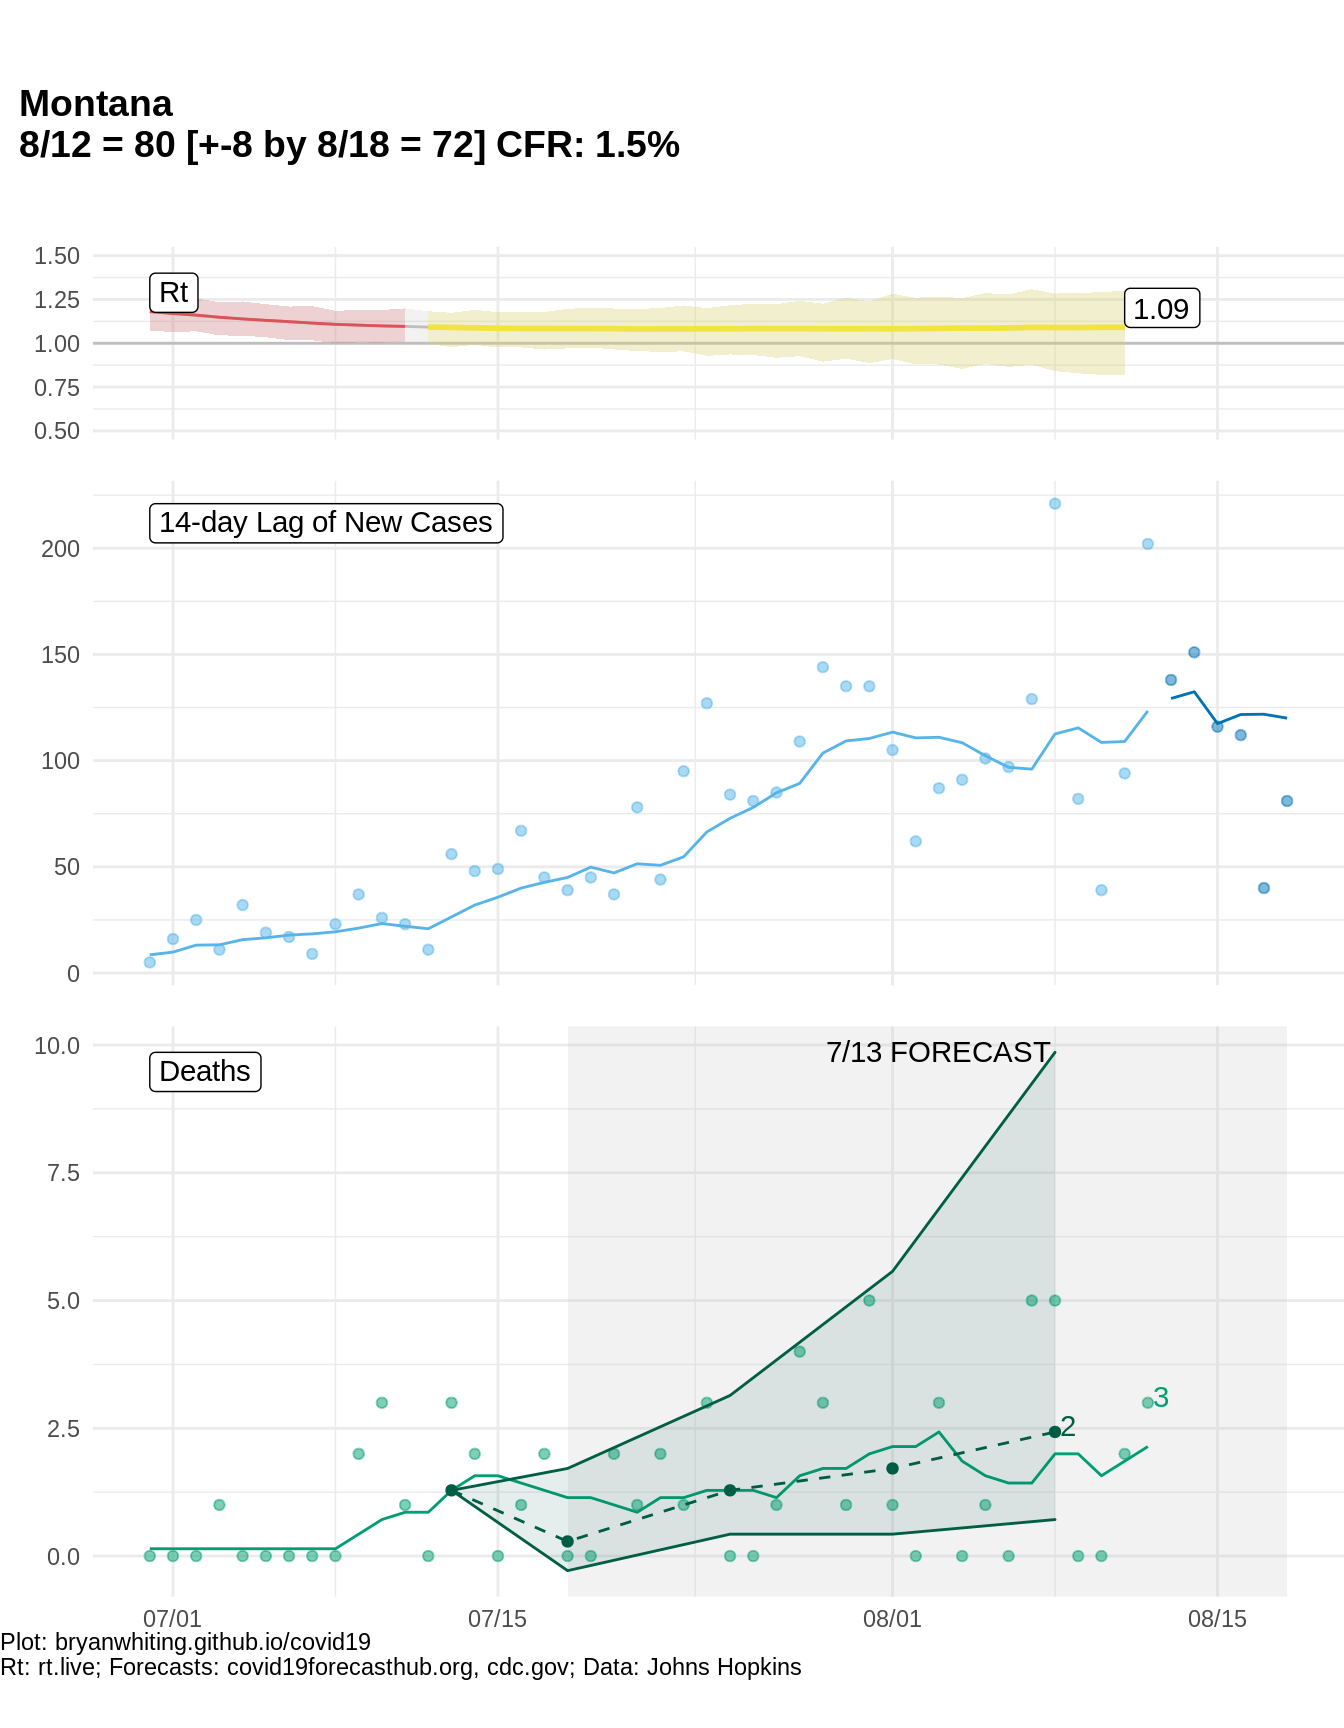 Montana
8/12 = 80 [+-8 by 8/18 = 72] CFR: 1.5%
1.50
1.25
1.00
0.75
0.50
Rt
1.09
14-day Lag of New Cases
200
150
100
50
0
10.0
7.5
5.0
2.5
0.0
Deaths
7/13 FORECAST
3
2
07/01 07/15 08/01 08/15
Plot: bryanwhiting.github.io/covid19
Rt: rt.live; Forecasts: covid19forecasthub.org, cdc.gov; Data: Johns Hopkins